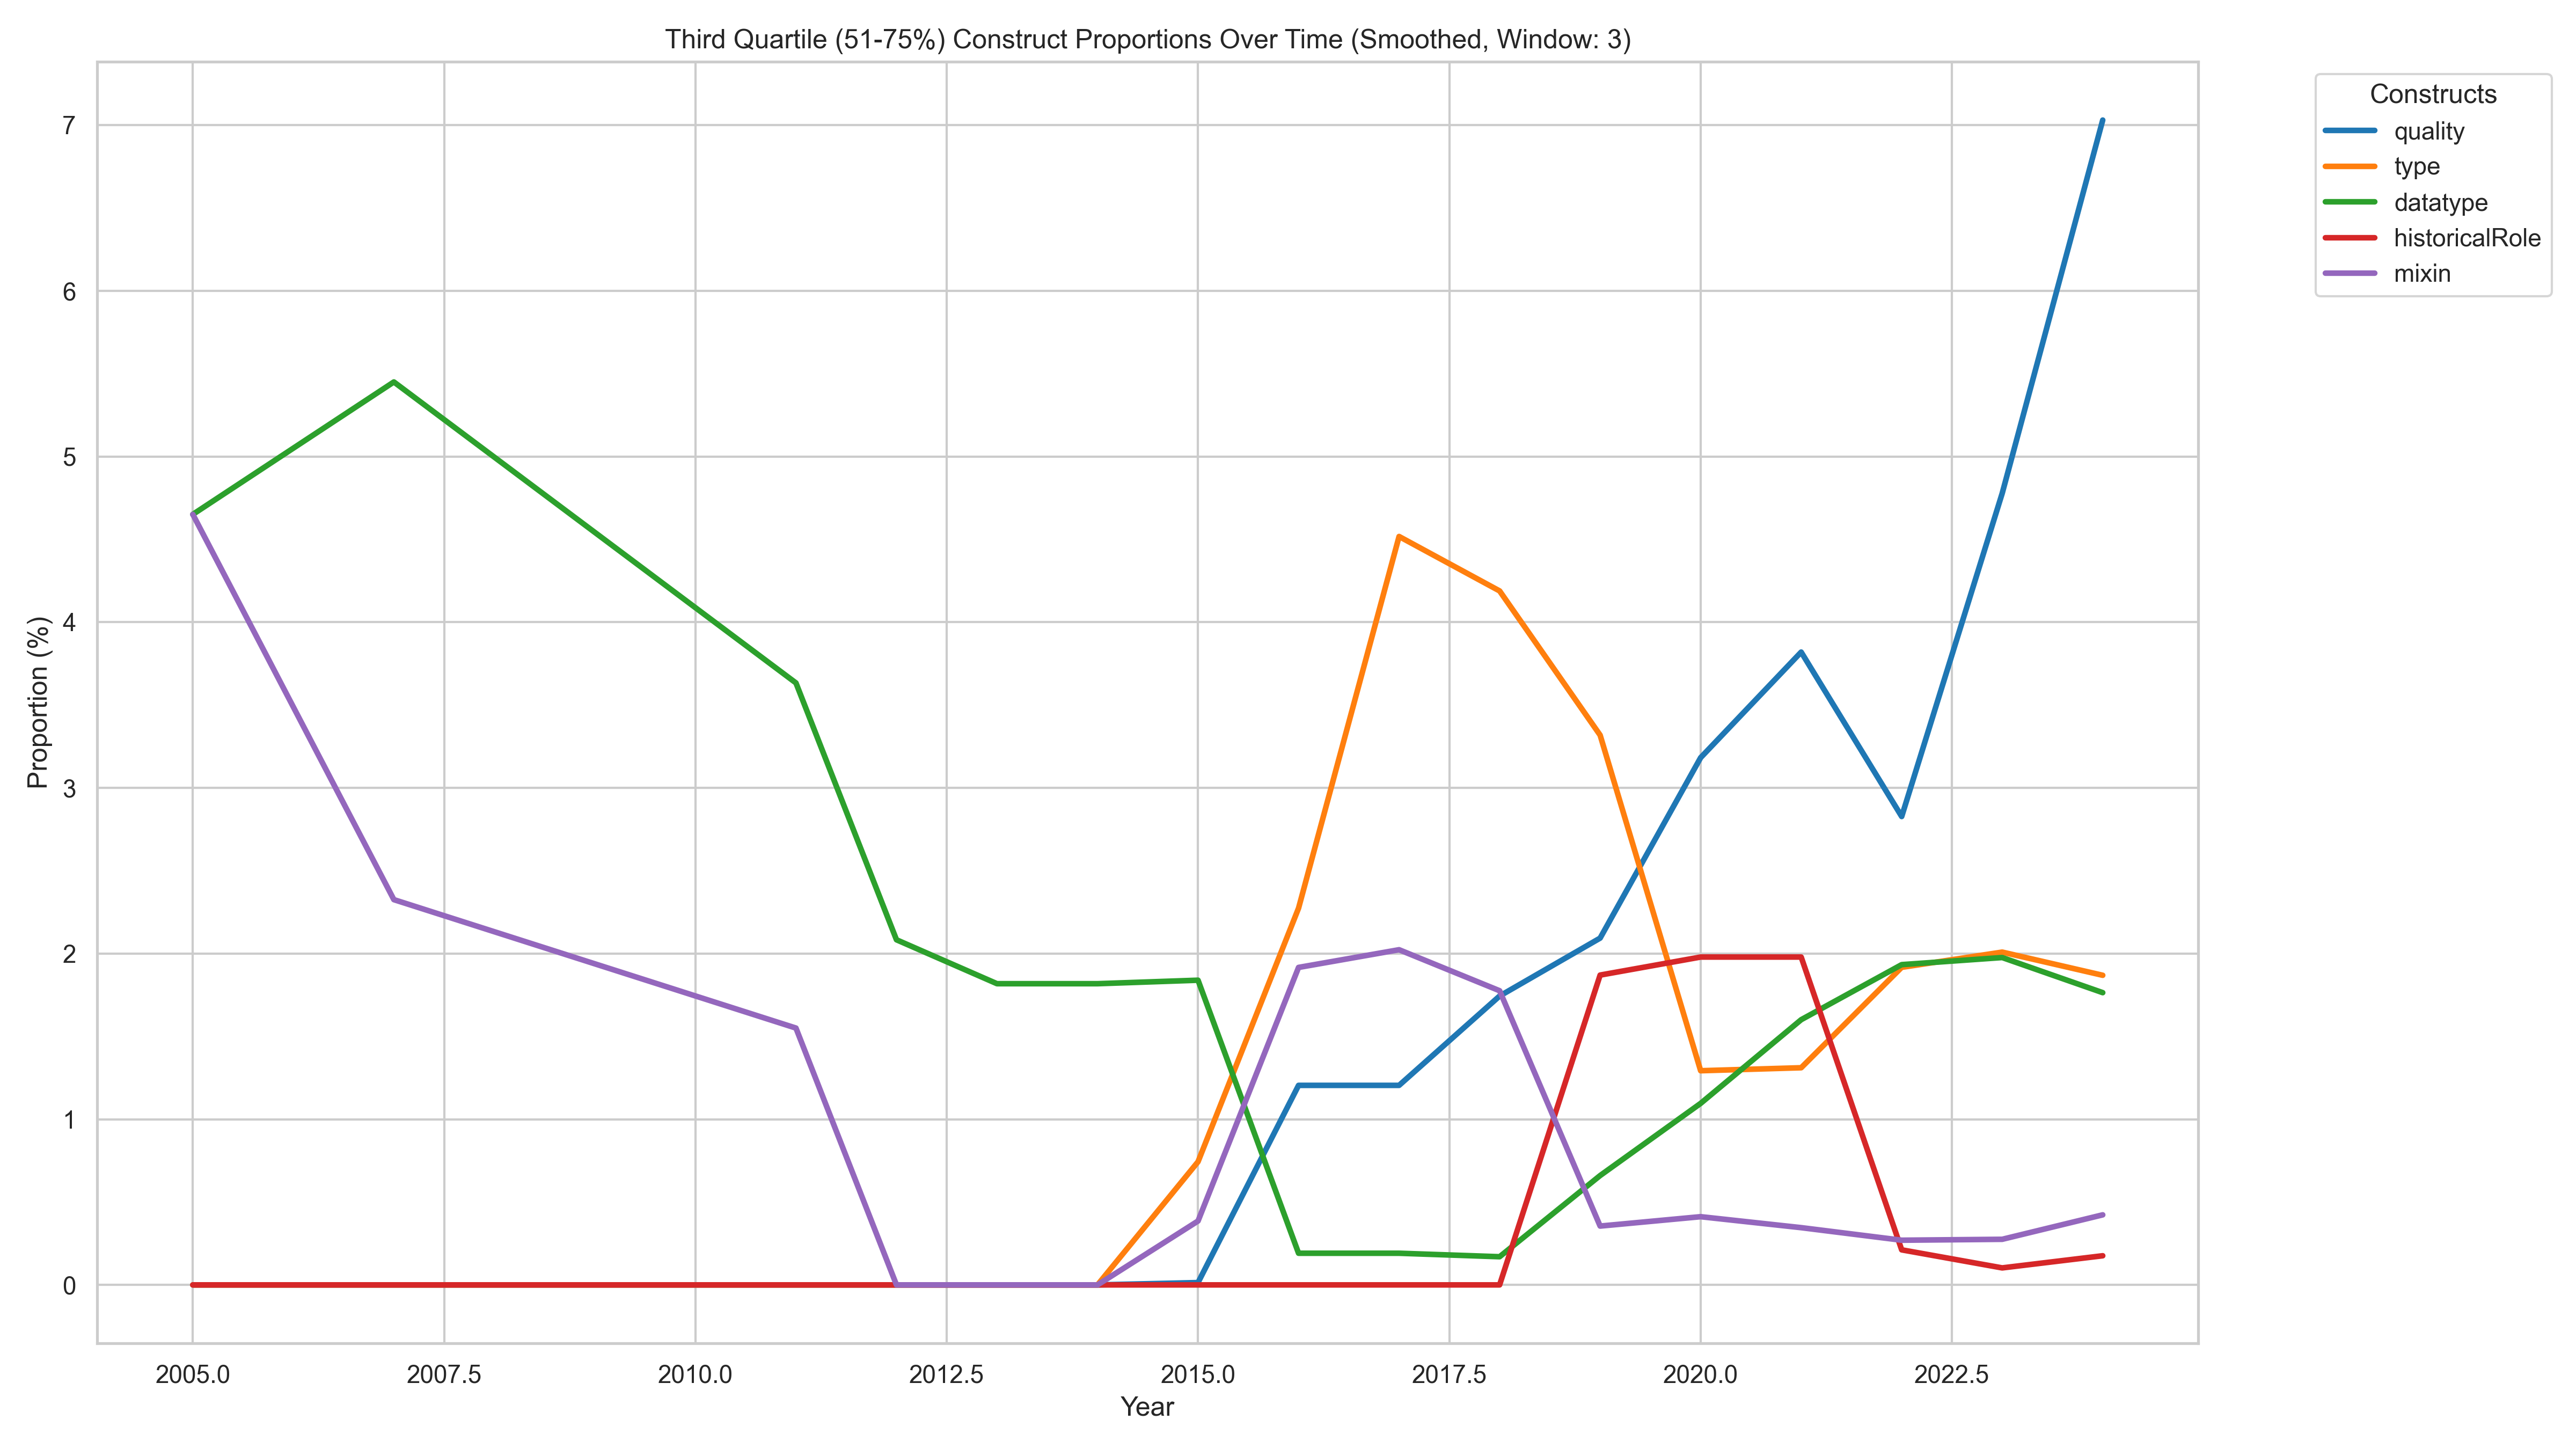 Third Quartile (51-75%) Construct Proportions Over Time (Smoothed, Window: 3)
Constructs
quality
type
datatype
historicalRole
mixin
Proportion (%)
7
6
5
4
3
2
1
0
2005.0 2007.5 2010.0 2012.5 2015.0 2017.5 2020.0 2022.5
Year